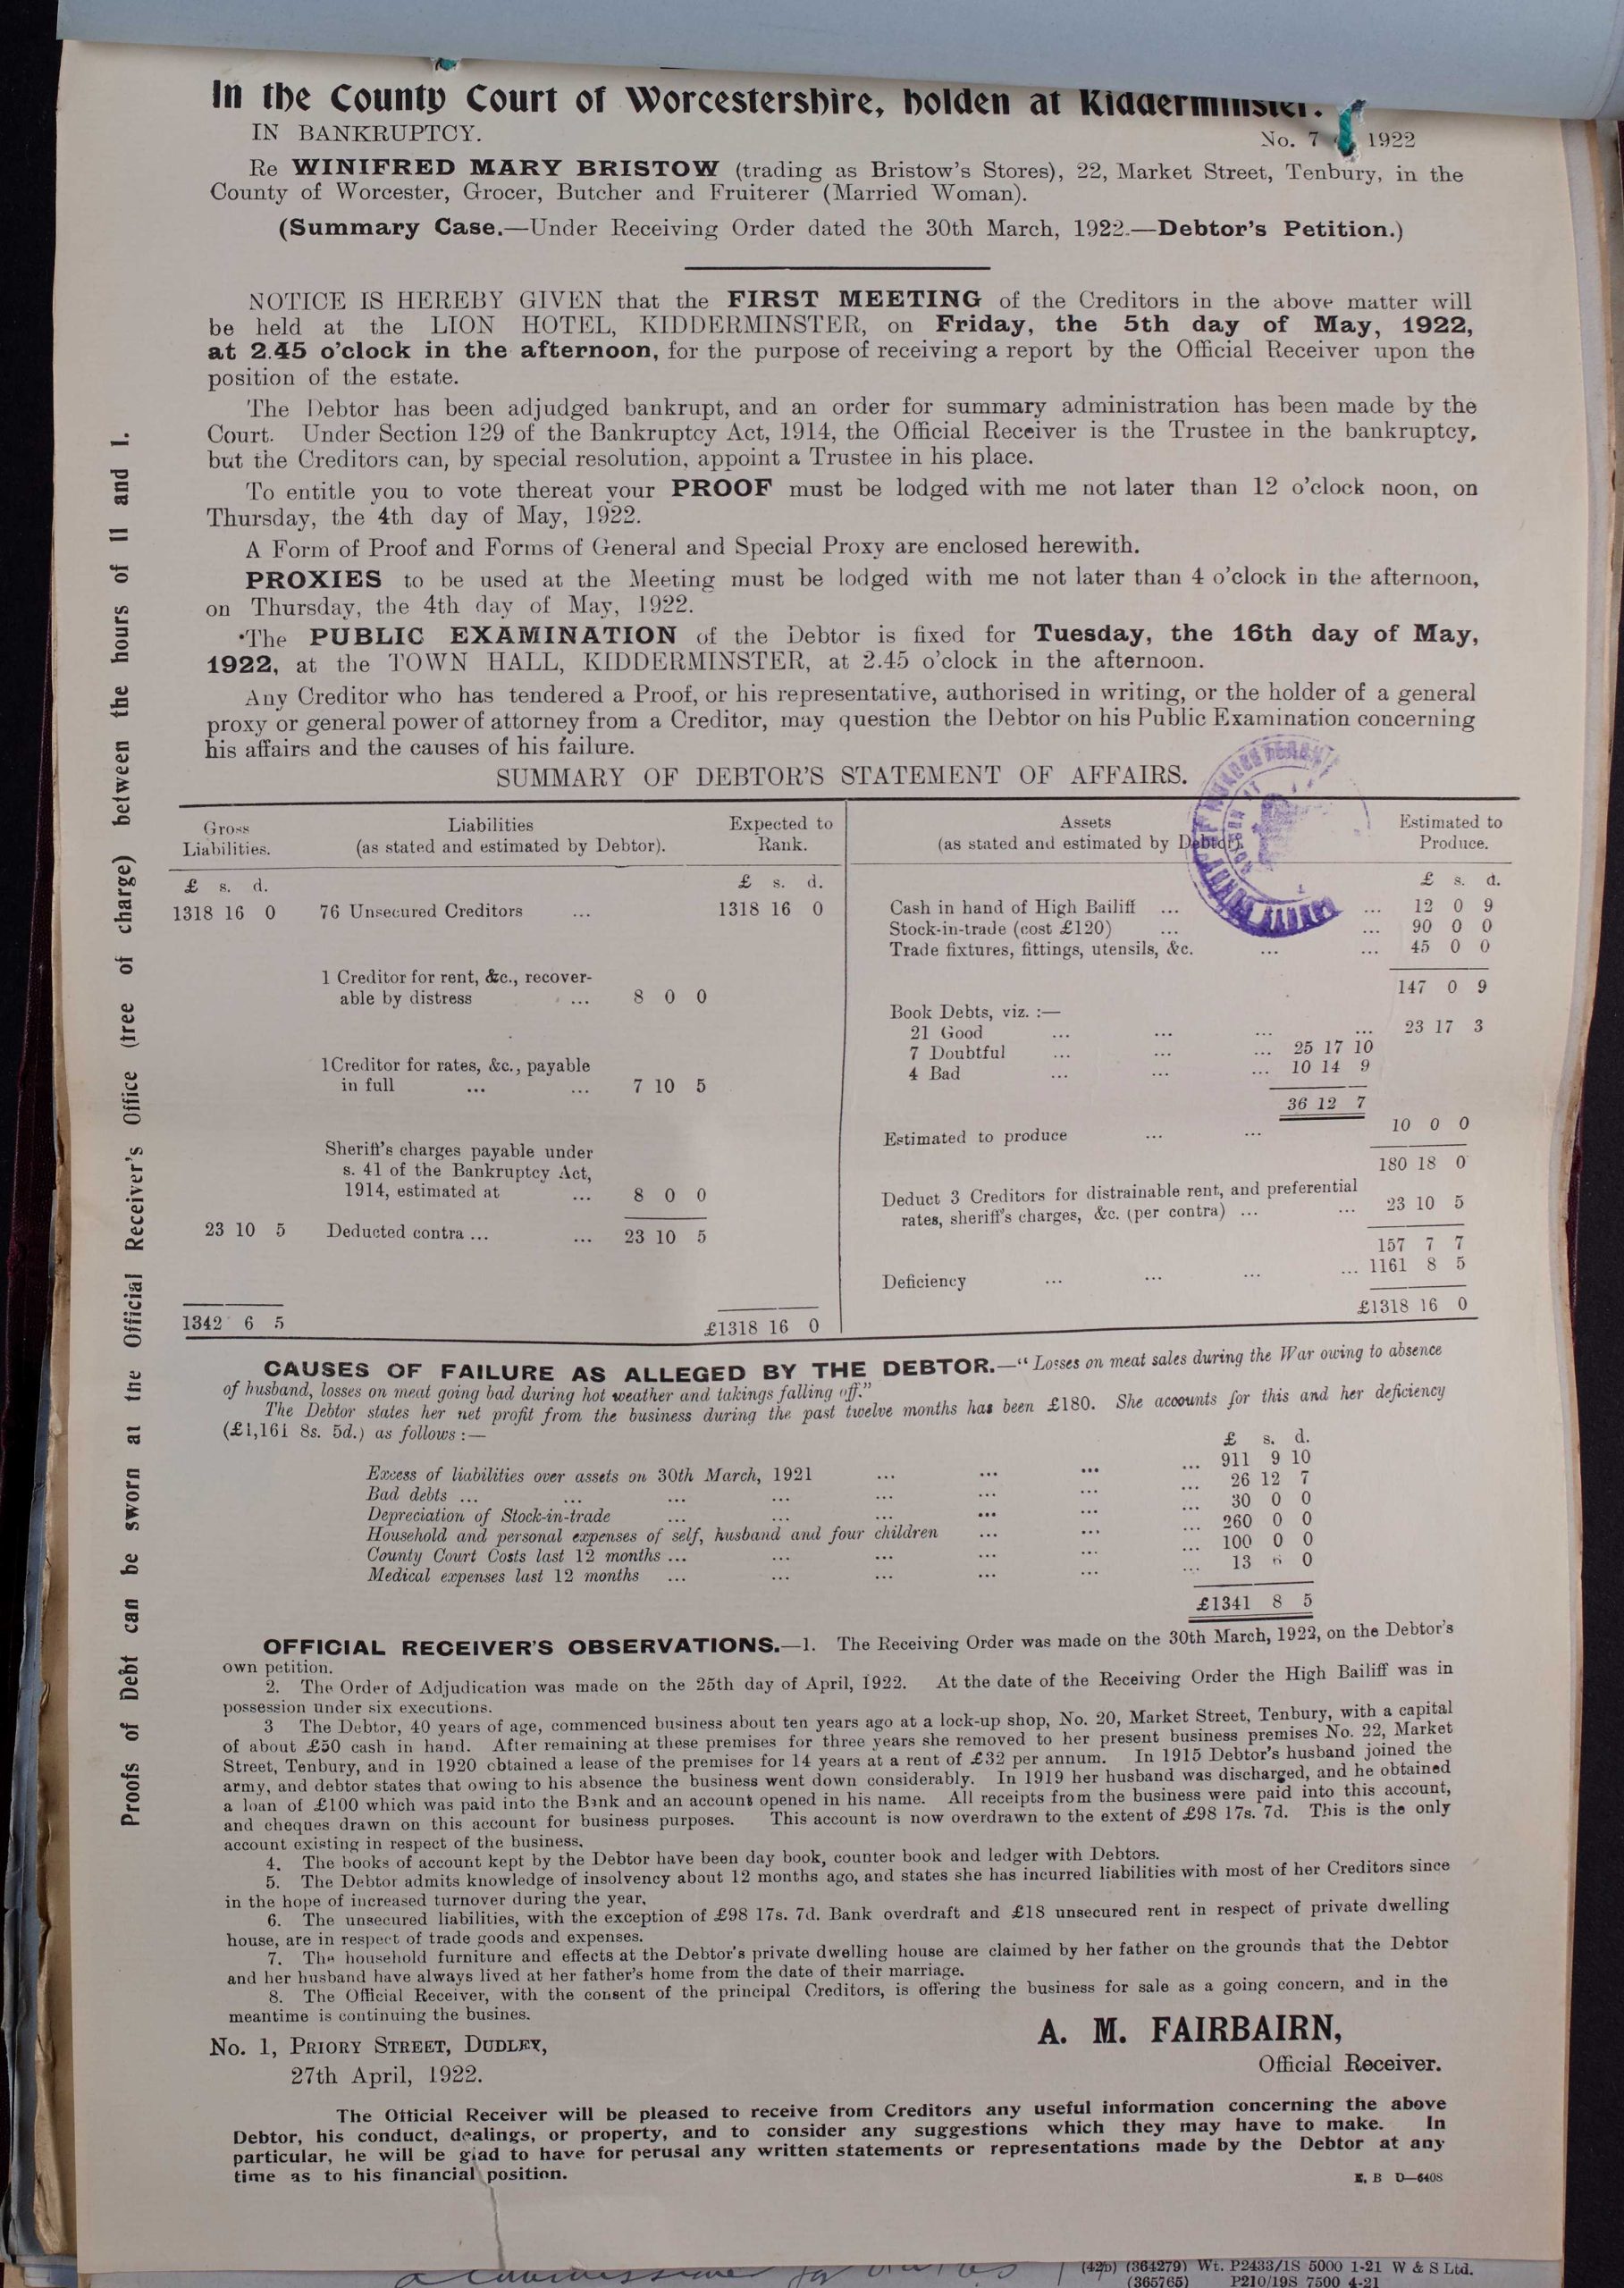 In the County Court of Worcestershire, holden at Kidderminster.
IN BANKRUPTCY.
No. 7 1922
Re WINIFRED MARY BRISTOW (trading as Bristow's Stores), 22, Market Street, Tenbury, in the
County of Worcester, Grocer, Butcher and Fruiterer (Married Woman).
(Summary Case.—Under Receiving Order dated the 30th March, 1922.—Debtor's Petition.)
NOTICE IS HEREBY GIVEN that the FIRST MEETING of the Creditors in the above matter will
be held at the LION HOTEL, KIDDERMINSTER, on Friday, the 5th day of May, 1922,
at 2.45 o'clock in the afternoon, for the purpose of receiving a report by the Official Receiver upon the
position of the estate.
The Debtor has been adjudged bankrupt, and an order for summary administration has been made by the
Court. Under Section 129 of the Bankruptcy Act, 1914, the Official Receiver is the Trustee in the bankruptcy,
but the Creditors can, by special resolution, appoint a Trustee in his place.
To entitle you to vote thereat your PROOF must be lodged with me not later than 12 o'clock noon, on
Thursday, the 4th day of May, 1922.
A Form of Proof and Forms of General and Special Proxy are enclosed herewith.
PROXIES to be used at the Meeting must be lodged with me not later than 4 o'clock in the afternoon,
on Thursday, the 4th day of May, 1922.
The PUBLIC EXAMINATION of the Debtor is fixed for Tuesday, the 16th day of May,
1922, at the TOWN HALL, KIDDERMINSTER, at 2.45 o'clock in the afternoon.
Any Creditor who has tendered a Proof, or his representative, authorised in writing, or the holder of a general
proxy or general power of attorney from a Creditor, may question the Debtor on his Public Examination concerning
his affairs and the causes of his failure.
Proofs of Debt can be sworn at the Official Receiver's Office (free of charge) between the hours of 11 and 1.
SUMMARY OF DEBTOR'S STATEMENT OF AFFAIRS.
Gross Liabilities.
Liabilities
(as stated and estimated by Debtor).
Expected to Rank.
£ s. d.
£ s. d.
1318 16 0 76 Unsecured Creditors ... 1318 16 0
1 Creditor for rent, &c., recover-
able by distress ... 8 0 0
1Creditor for rates, &c., payable
in full ... ... 7 10 5
Sheriff's charges payable under
s. 41 of the Bankruptcy Act,
1914, estimated at ... 8 0 0
23 10 5 Deducted contra ... ... 23 10 5
1342 6 5 £1318 16 0
Assets
(as stated and estimated by Debtor).
Estimated to Produce.
£ s. d.
Cash in hand of High Bailiff ... ... 12 0 9
Stock-in-trade (cost £120) ... ... 90 0 0
Trade fixtures, fittings, utensils, &c. ... ... 45 0 0
147 0 9
Book Debts, viz. :—
21 Good ... ... ... ... 23 17 3
7 Doubtful ... ... ... 25 17 10
4 Bad ... ... ... 10 14 9
36 12 7
Estimated to produce ... ... 10 0 0
180 18 0
Deduct 3 Creditors for distrainable rent, and preferential
rates, sheriff's charges, &c. (per contra) ... ... 23 10 5
157 7 7
Deficiency ... ... ... ... 1161 8 5
£1318 16 0
CAUSES OF FAILURE AS ALLEGED BY THE DEBTOR.—"Losses on meat sales during the War owing to absence
of husband, losses on meat going bad during hot weather and takings falling off."
The Debtor states her net profit from the business during the past twelve months has been £180. She accounts for this and her deficiency
(£1,161 8s. 5d.) as follows :—
£ s. d.
Excess of liabilities over assets on 30th March, 1921 ... ... ... ... 911 9 10
Bad debts ... ... ... ... ... ... ... ... 26 12 7
Depreciation of Stock-in-trade ... ... ... ... ... ... 30 0 0
Household and personal expenses of self, husband and four children ... ... ... 260 0 0
County Court Costs last 12 months ... ... ... ... ... ... 100 0 0
Medical expenses last 12 months ... ... ... ... ... ... 13 6 0
£1341 8 5
OFFICIAL RECEIVER'S OBSERVATIONS.—1. The Receiving Order was made on the 30th March, 1922, on the Debtor's
own petition.
2. The Order of Adjudication was made on the 25th day of April, 1922. At the date of the Receiving Order the High Bailiff was in
possession under six executions.
3 The Debtor, 40 years of age, commenced business about ten years ago at a lock-up shop, No. 20, Market Street, Tenbury, with a capital
of about £50 cash in hand. After remaining at these premises for three years she removed to her present business premises No. 22, Market
Street, Tenbury, and in 1920 obtained a lease of the premises for 14 years at a rent of £32 per annum. In 1915 Debtor's husband joined the
army, and debtor states that owing to his absence the business went down considerably. In 1919 her husband was discharged, and he obtained
a loan of £100 which was paid into the Bank and an account opened in his name. All receipts from the business were paid into this account,
and cheques drawn on this account for business purposes. This account is now overdrawn to the extent of £98 17s. 7d. This is the only
account existing in respect of the business.
4. The books of account kept by the Debtor have been day book, counter book and ledger with Debtors.
5. The Debtor admits knowledge of insolvency about 12 months ago, and states she has incurred liabilities with most of her Creditors since
in the hope of increased turnover during the year.
6. The unsecured liabilities, with the exception of £98 17s. 7d. Bank overdraft and £18 unsecured rent in respect of private dwelling
house, are in respect of trade goods and expenses.
7. The household furniture and effects at the Debtor's private dwelling house are claimed by her father on the grounds that the Debtor
and her husband have always lived at her father's home from the date of their marriage.
8. The Official Receiver, with the consent of the principal Creditors, is offering the business for sale as a going concern, and in the
meantime is continuing the busines.
No. 1, PRIORY STREET, DUDLEY,
27th April, 1922.
A. M. FAIRBAIRN,
Official Receiver.
The Official Receiver will be pleased to receive from Creditors any useful information concerning the above
Debtor, his conduct, dealings, or property, and to consider any suggestions which they may have to make. In
particular, he will be glad to have for perusal any written statements or representations made by the Debtor at any
time as to his financial position.
E. B D—6408
(42b) (364279) Wt. P2433/18 5000 1-21 W & S Ltd.
(365765) P210/198 7500 4-21